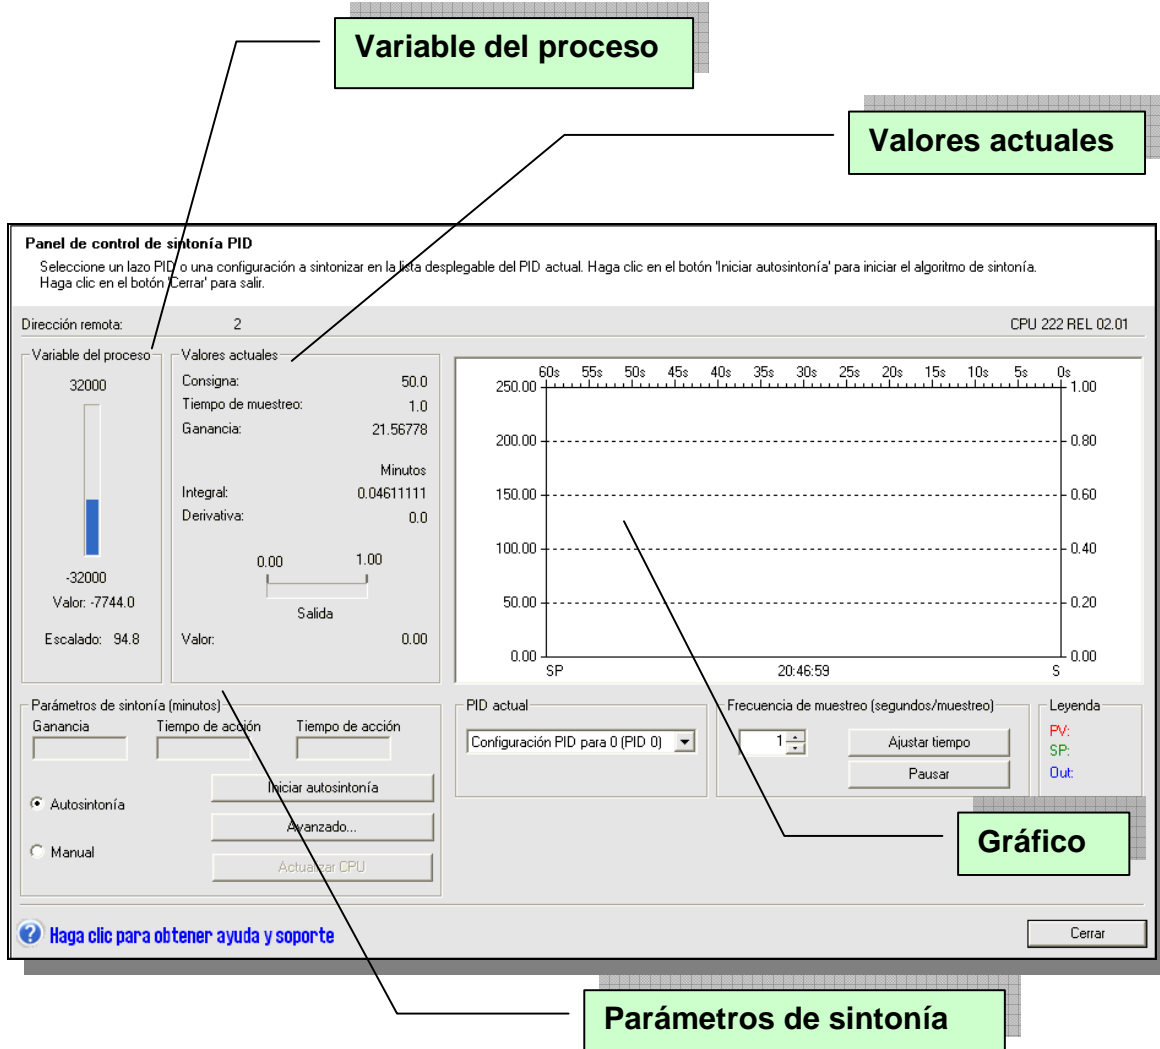 Variable del proceso
Valores actuales
Panel de control de sintonía PID
Seleccione un lazo PID o una configuración a sintonizar en la lista desplegable del PID actual. Haga clic en el botón 'Iniciar autosintonía' para iniciar el algoritmo de sintonía.
Haga clic en el botón 'Cerrar' para salir.
Dirección remota: 2 CPU 222 REL 02.01
Variable del proceso
32000
-32000
Valor: -7744.0
Escalado: 94.8
Valores actuales
Consigna: 50.0
Tiempo de muestreo: 1.0
Ganancia: 21.56778
Minutos
Integral: 0.04611111
Derivativa: 0.0
0.00 1.00
Salida
Valor: 0.00
60s 55s 50s 45s 40s 35s 30s 25s 20s 15s 10s 5s 0s
250.00 1.00
200.00 0.80
150.00 0.60
100.00 0.40
50.00 0.20
0.00 0.00
SP 20:46:59 S
Parámetros de sintonía (minutos)
Ganancia Tiempo de acción Tiempo de acción
Autosintonía
Manual
Iniciar autosintonía
Avanzado...
Actualizar CPU
PID actual
Configuración PID para 0 (PID 0)
Frecuencia de muestreo (segundos/muestreo)
1
Ajustar tiempo
Pausar
Leyenda
PV:
SP:
Out:
Gráfico
Haga clic para obtener ayuda y soporte
Cerrar
Parámetros de sintonía